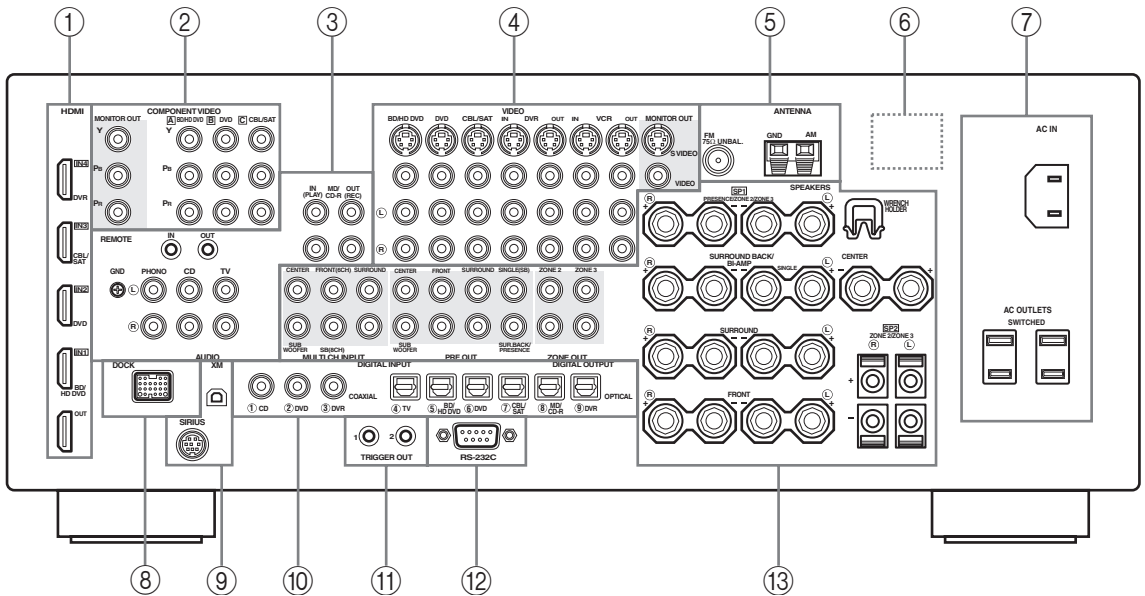 ① ② ③ ④ ⑤ ⑥ ⑦
HDMI
IN4
DVR
IN3
CBL/
SAT
IN2
DVD
IN1
BD/
HD DVD
OUT
COMPONENT VIDEO
MONITOR OUT A BD/HD DVD B DVD C CBL/SAT
Y Y
PB PB
PR PR
REMOTE IN OUT
GND PHONO CD TV
L
R
AUDIO
IN
(PLAY)
MD/
CD-R
OUT
(REC)
L
R
VIDEO
BD/HD DVD DVD CBL/SAT IN DVR OUT IN VCR OUT MONITOR OUT
S VIDEO
VIDEO
CENTER FRONT(6CH) SURROUND
SUB
WOOFER
SB(8CH)
MULTI CH INPUT
CENTER FRONT SURROUND SINGLE(SB)
SUB
WOOFER
SUR.BACK/
PRESENCE
PRE OUT
ZONE 2 ZONE 3
ZONE OUT
ANTENNA
FM
75Ω UNBAL.
GND AM
SP1 SPEAKERS
PRESENCE/ZONE 2/ZONE 3
R L
+ +
WRENCH
HOLDER
SURROUND BACK/
BI-AMP
SINGLE
R L
+ +
CENTER
– +
SURROUND
R L
+ +
FRONT
R L
+ +
SP2
ZONE 2/ZONE 3
R L
+
–
AC IN
AC OUTLETS
SWITCHED
DOCK
XM
SIRIUS
DIGITAL INPUT DIGITAL OUTPUT
① CD ② DVD ③ DVR COAXIAL
④ TV ⑤ BD/
HD DVD ⑥ DVD ⑦ CBL/
SAT ⑧ MD/
CD-R ⑨ DVR OPTICAL
1 2
TRIGGER OUT
RS-232C
⑧ ⑨ ⑩ ⑪ ⑫ ⑬